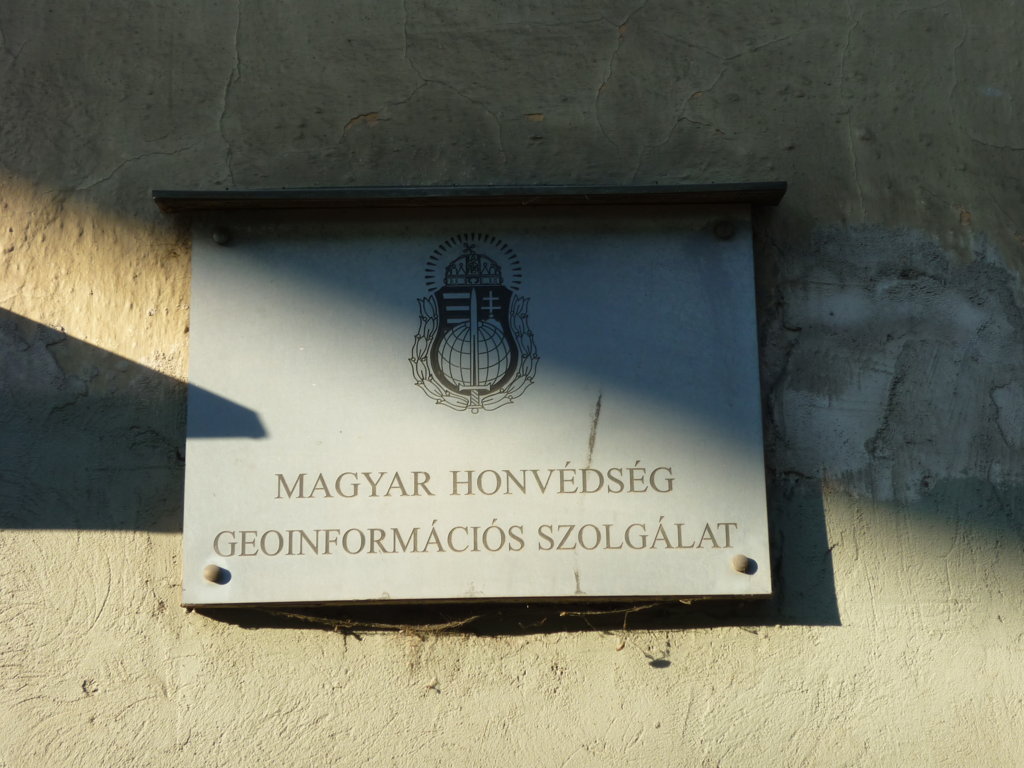 MAGYAR HONVÉDSÉG
GEOINFORMÁCIÓS SZOLGÁLAT